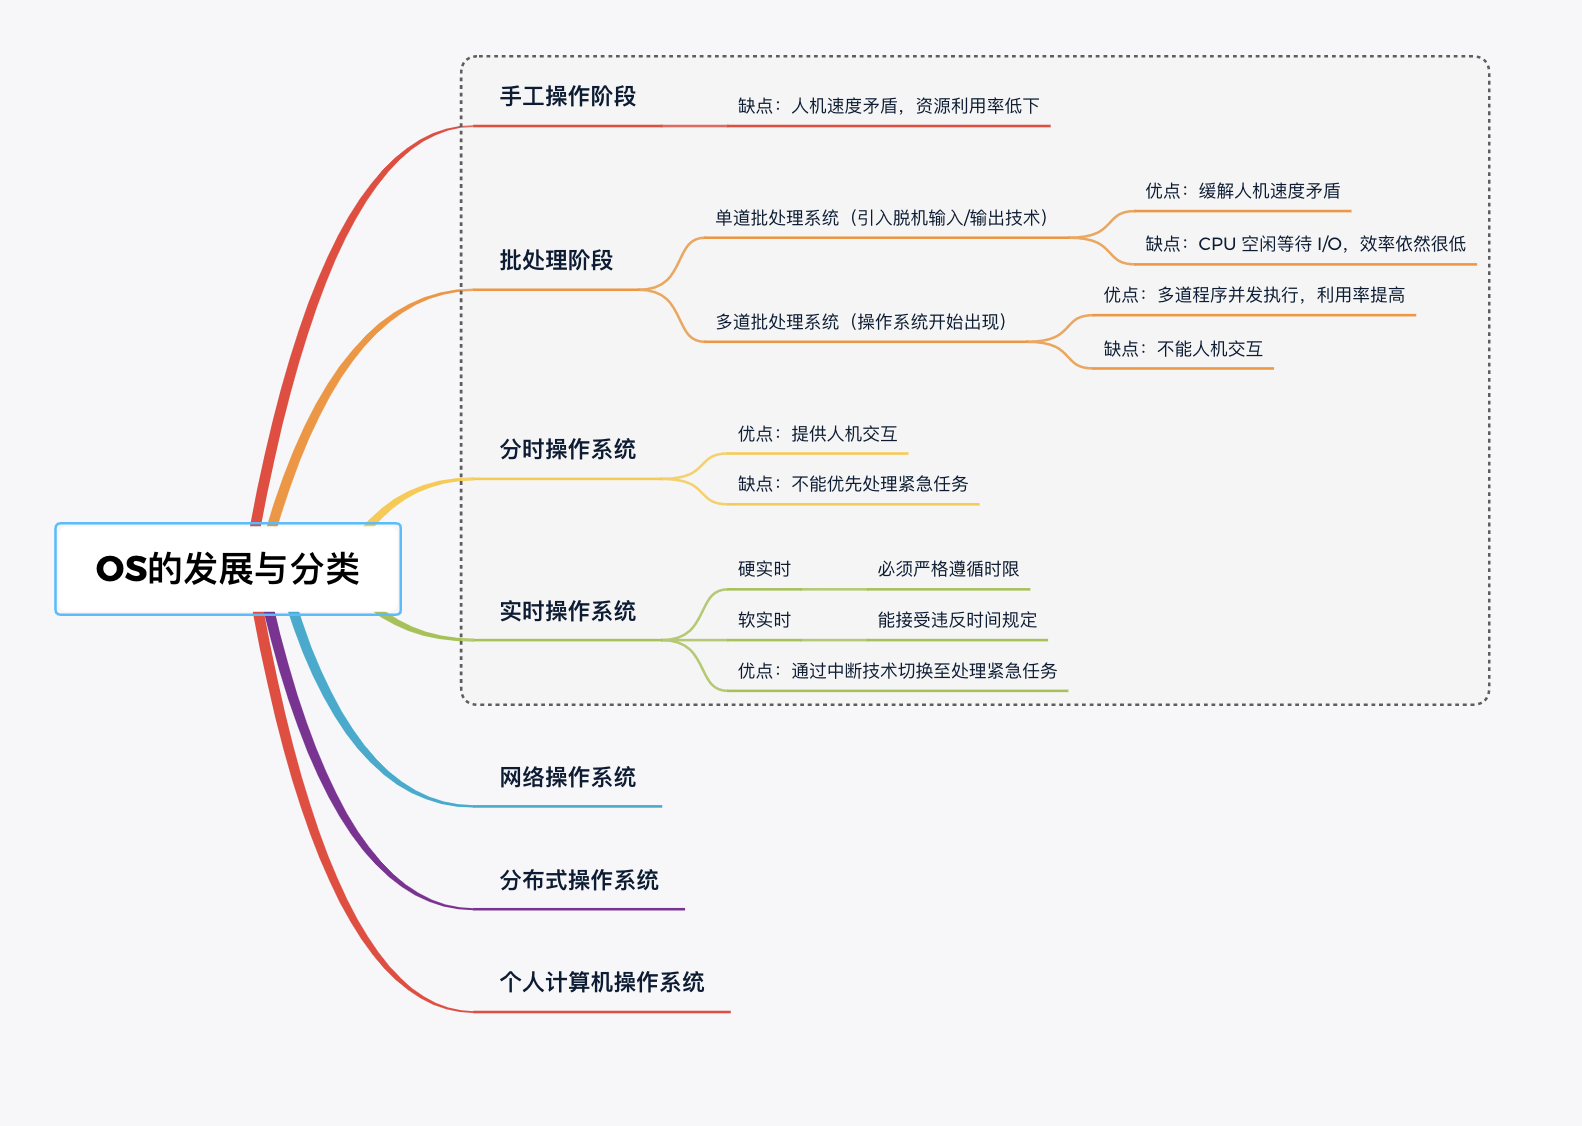 OS的发展与分类
手工操作阶段
缺点：人机速度矛盾，资源利用率低下
批处理阶段
单道批处理系统（引入脱机输入/输出技术）
优点：缓解人机速度矛盾
缺点：CPU 空闲等待 I/O，效率依然很低
多道批处理系统（操作系统开始出现）
优点：多道程序并发执行，利用率提高
缺点：不能人机交互
分时操作系统
优点：提供人机交互
缺点：不能优先处理紧急任务
实时操作系统
硬实时
必须严格遵循时限
软实时
能接受违反时间规定
优点：通过中断技术切换至处理紧急任务
网络操作系统
分布式操作系统
个人计算机操作系统